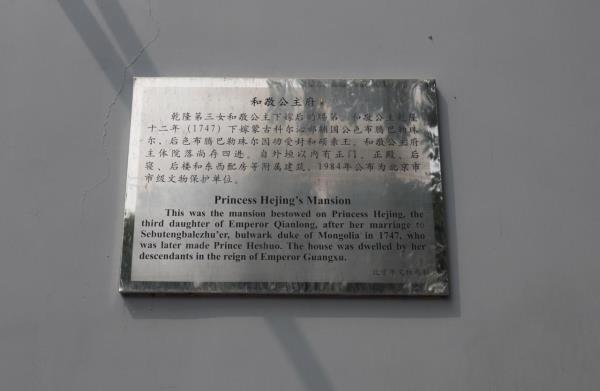 和敬公主府
乾隆第三女和敬公主下嫁后的赐第。和敬公主乾隆
十二年（1747）下嫁蒙古科尔沁部辅国公色布腾巴勒珠
尔，后色布腾巴勒珠尔因功受封和硕亲王。和敬公主府
主体院落尚存四进。自外垣以内有正门、正殿、后
寝、后楼和东西配房等附属建筑。1984年公布为北京市
市级文物保护单位。
Princess Hejing's Mansion
This was the mansion bestowed on Princess Hejing, the
third daughter of Emperor Qianlong, after her marriage to
Sebutengbalezhu'er, bulwark duke of Mongolia in 1747, who
was later made Prince Heshuo. The house was dwelled by her
descendants in the reign of Emperor Guangxu.
北京市文物局